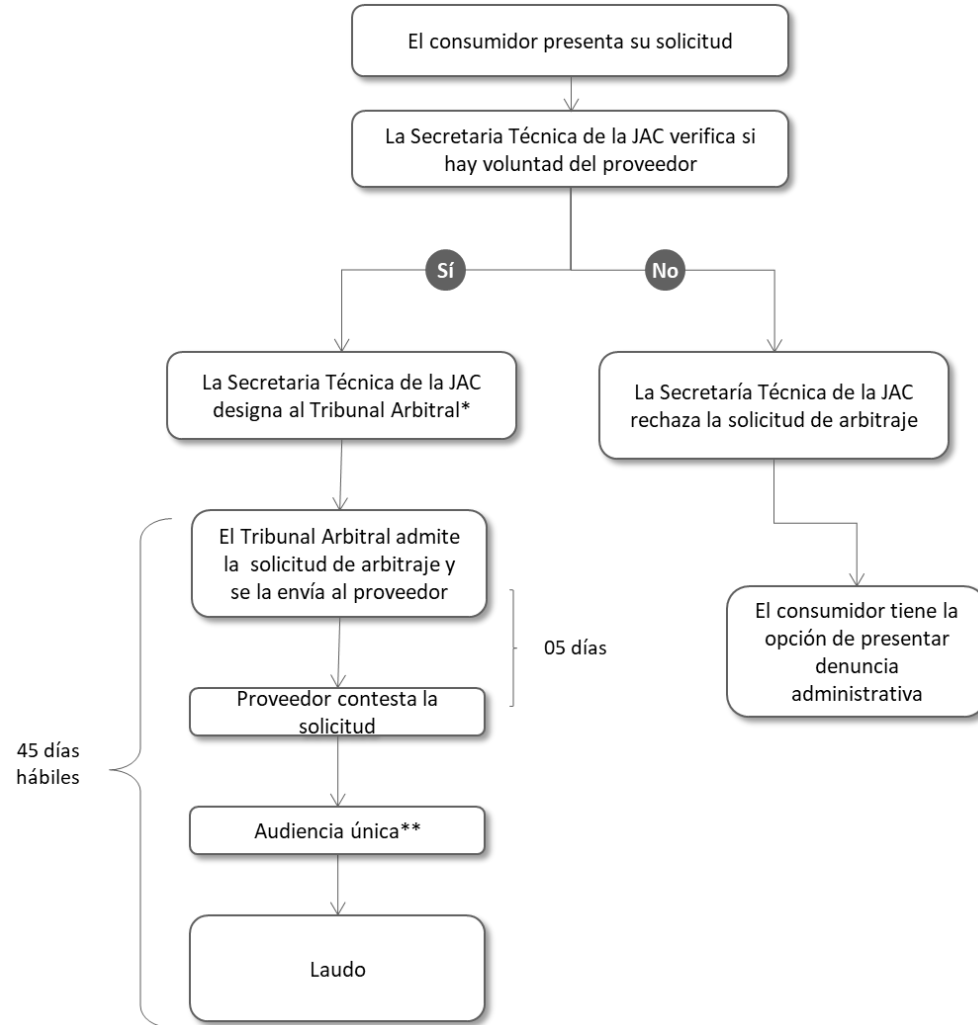 El consumidor presenta su solicitud
La Secretaria Técnica de la JAC verifica si
hay voluntad del proveedor
Sí
No
La Secretaria Técnica de la JAC
designa al Tribunal Arbitral*
La Secretaría Técnica de la JAC
rechaza la solicitud de arbitraje
El Tribunal Arbitral admite
la solicitud de arbitraje y
se la envía al proveedor
05 días
El consumidor tiene la
opción de presentar
denuncia
administrativa
Proveedor contesta la
solicitud
45 días
hábiles
Audiencia única**
Laudo